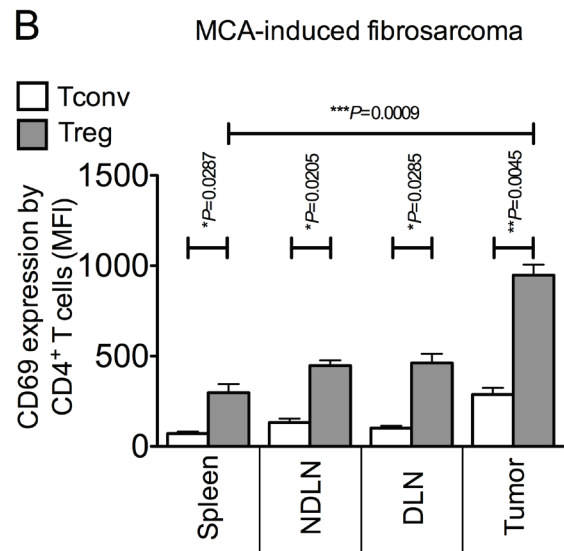 B
MCA-induced fibrosarcoma
Tconv
Treg
***P=0.0009
*P=0.0287
*P=0.0205
*P=0.0285
**P=0.0045
CD69 expression by
CD4⁺ T cells (MFI)
1500
1000
500
0
Spleen
NDLN
DLN
Tumor